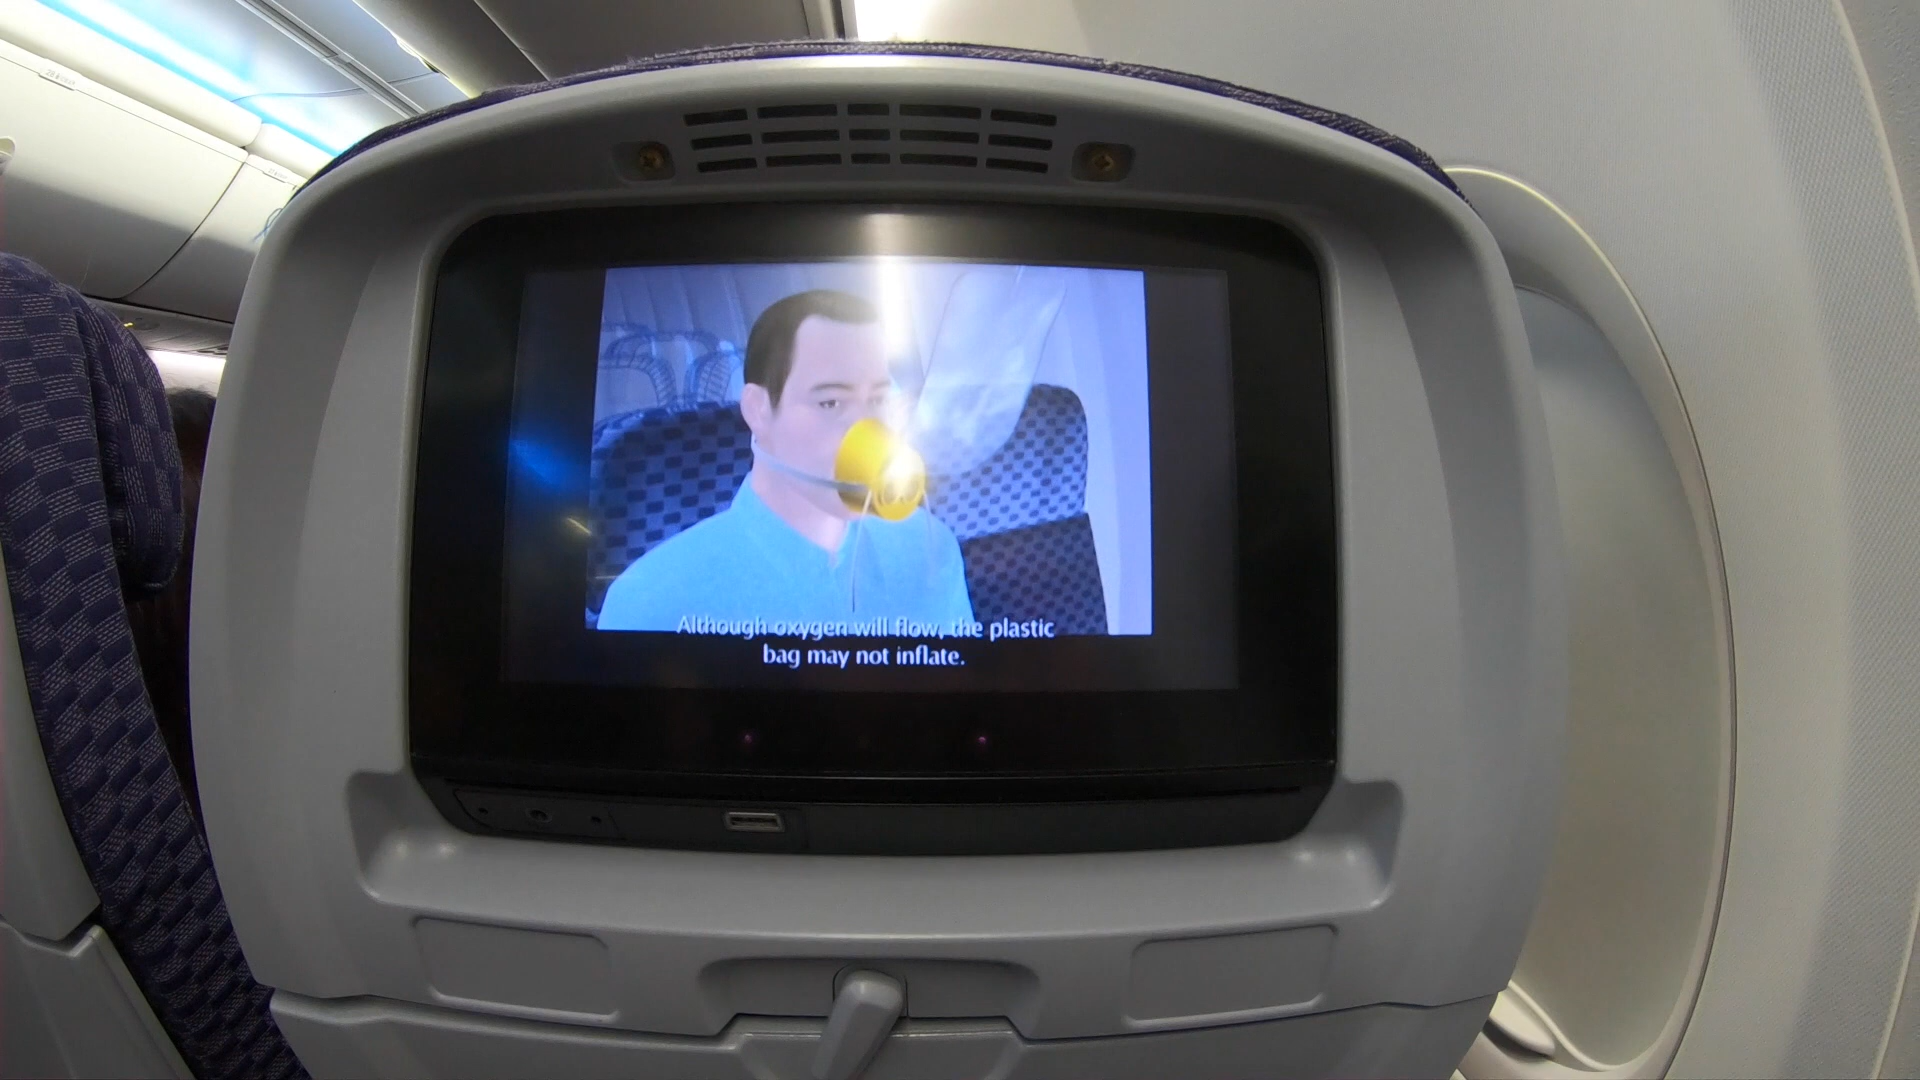 Although oxygen will flow, the plastic
bag may not inflate.